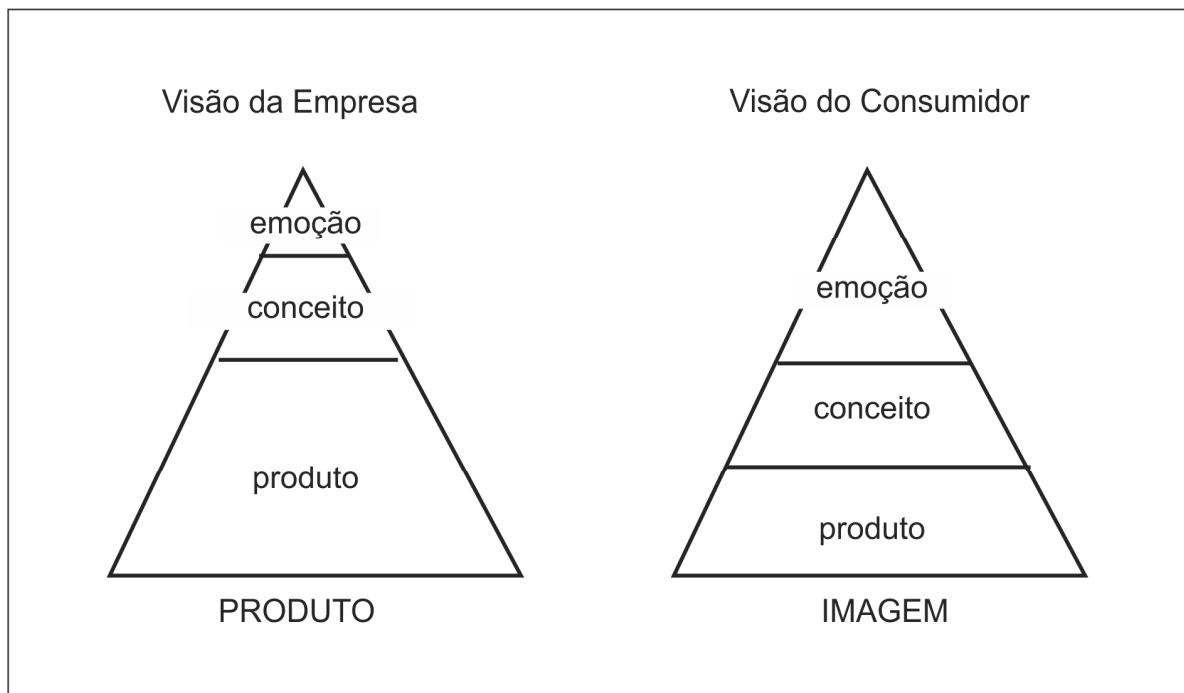 Visão da Empresa
emoção
conceito
produto
PRODUTO
Visão do Consumidor
emoção
conceito
produto
IMAGEM